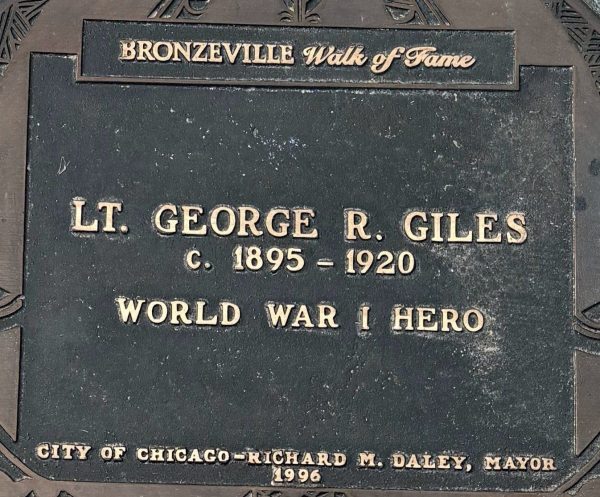 BRONZEVILLE Walk of Fame
LT. GEORGE R. GILES
c. 1895 – 1920
WORLD WAR I HERO
CITY OF CHICAGO–RICHARD M. DALEY, MAYOR
1996